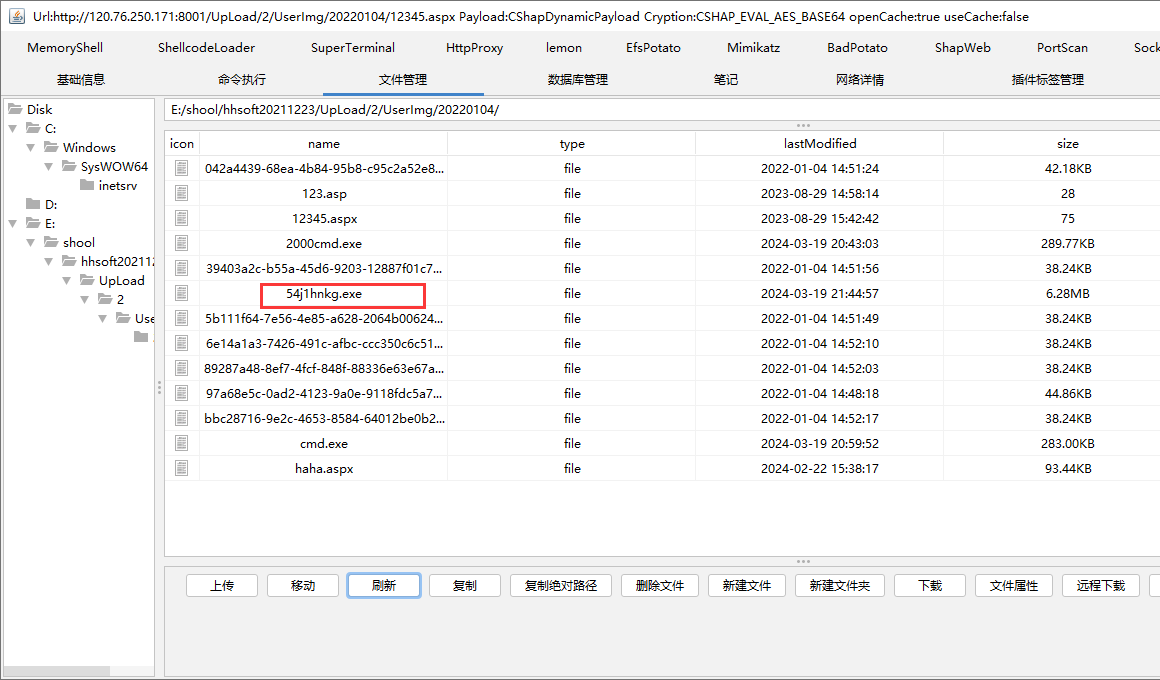 Url:http://120.76.250.171:8001/UpLoad/2/UserImg/20220104/12345.aspx Payload:CShapDynamicPayload Cryption:CSHAP_EVAL_AES_BASE64 openCache:true useCache:false
MemoryShell ShellcodeLoader SuperTerminal HttpProxy lemon EfsPotato Mimikatz BadPotato ShapWeb PortScan Sock
基础信息 命令执行 文件管理 数据库管理 笔记 网络详情 插件标签管理
Disk
C:
Windows
SysWOW64
inetsrv
D:
E:
shool
hhsoft202112
UpLoad
2
Use
E:/shool/hhsoft20211223/UpLoad/2/UserImg/20220104/
icon name type lastModified size
042a4439-68ea-4b84-95b8-c95c2a52e8... file 2022-01-04 14:51:24 42.18KB
123.asp file 2023-08-29 14:58:14 28
12345.aspx file 2023-08-29 15:42:42 75
2000cmd.exe file 2024-03-19 20:43:03 289.77KB
39403a2c-b55a-45d6-9203-12887f01c7... file 2022-01-04 14:51:56 38.24KB
54j1hnkg.exe file 2024-03-19 21:44:57 6.28MB
5b111f64-7e56-4e85-a628-2064b00624... file 2022-01-04 14:51:49 38.24KB
6e14a1a3-7426-491c-afbc-ccc350c6c51... file 2022-01-04 14:52:10 38.24KB
89287a48-8ef7-4fcf-848f-88336e63e67a... file 2022-01-04 14:52:03 38.24KB
97a68e5c-0ad2-4123-9a0e-9118fdc5a7... file 2022-01-04 14:48:18 44.86KB
bbc28716-9e2c-4653-8584-64012be0b2... file 2022-01-04 14:52:17 38.24KB
cmd.exe file 2024-03-19 20:59:52 283.00KB
haha.aspx file 2024-02-22 15:38:17 93.44KB
上传 移动 刷新 复制 复制绝对路径 删除文件 新建文件 新建文件夹 下载 文件属性 远程下载